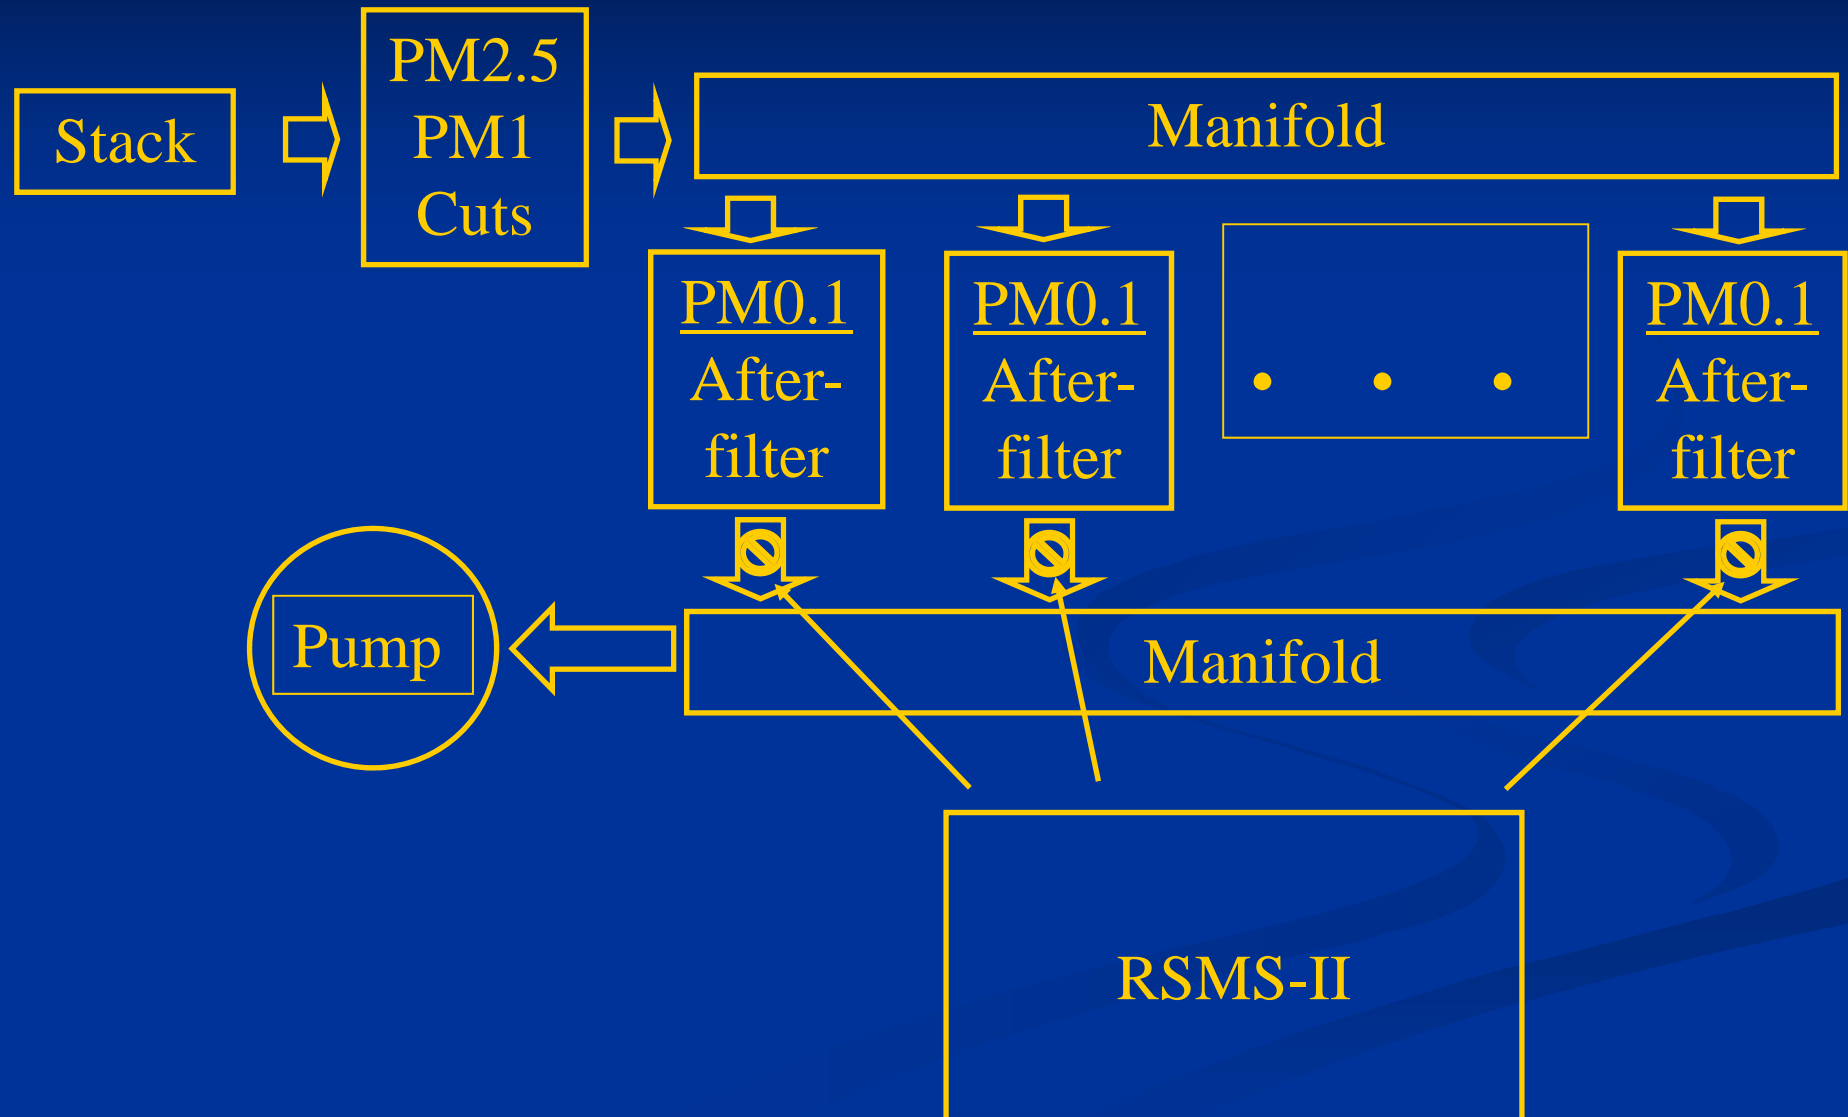 Stack
PM2.5
PM1
Cuts
Manifold
PM0.1
After-
filter
PM0.1
After-
filter
. . .
PM0.1
After-
filter
Pump
Manifold
RSMS-II